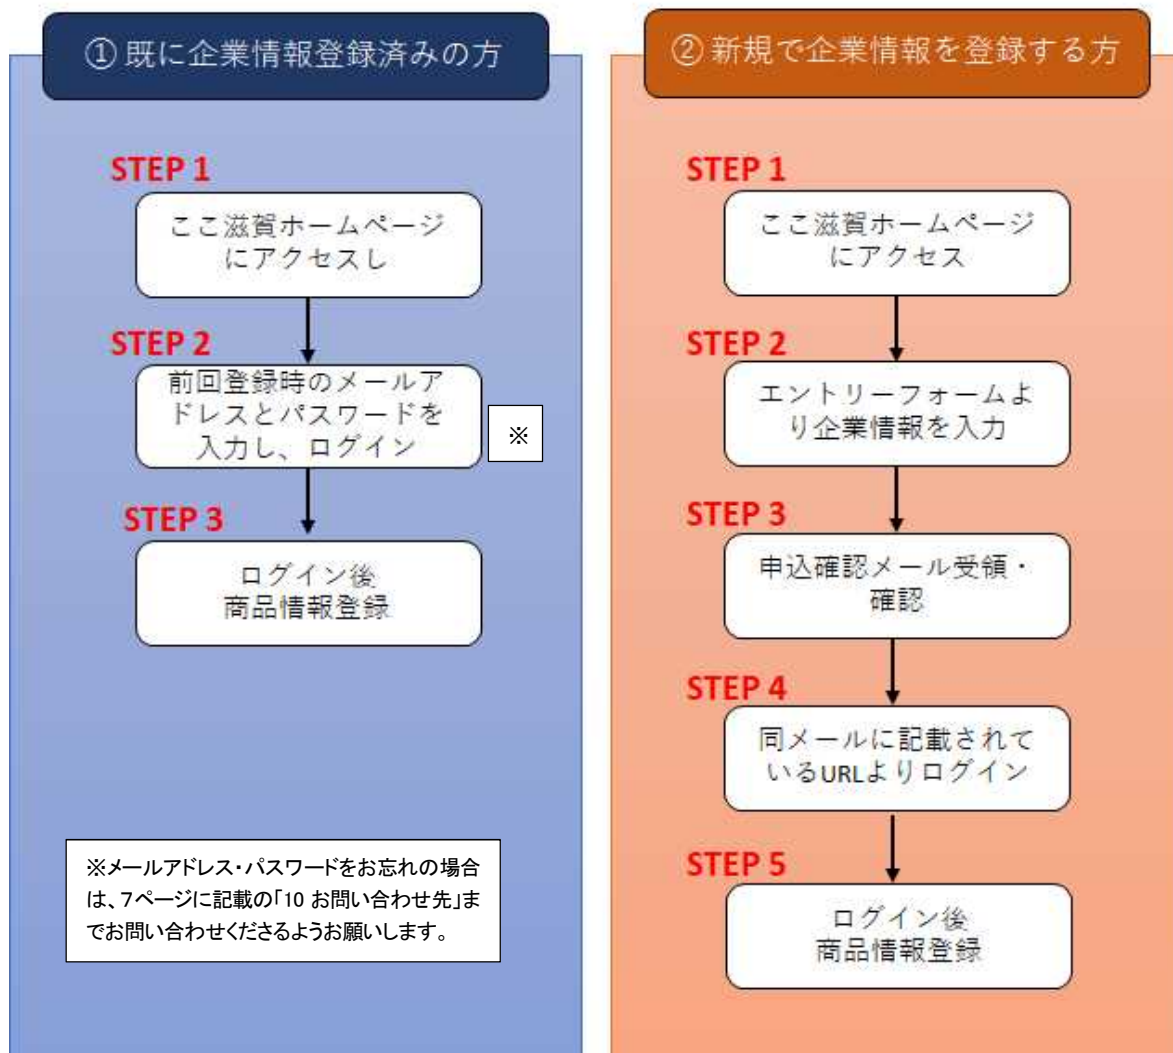 ① 既に企業情報登録済みの方
STEP 1
ここ滋賀ホームページ
にアクセスし
STEP 2
前回登録時のメールア
ドレスとパスワードを
入力し、ログイン
※
STEP 3
ログイン後
商品情報登録
※メールアドレス・パスワードをお忘れの場合
は、7ページに記載の「10 お問い合わせ先」ま
でお問い合わせくださるようお願いします。
② 新規で企業情報を登録する方
STEP 1
ここ滋賀ホームページ
にアクセス
STEP 2
エントリーフォームよ
り企業情報を入力
STEP 3
申込確認メール受領・
確認
STEP 4
同メールに記載されて
いるURLよりログイン
STEP 5
ログイン後
商品情報登録